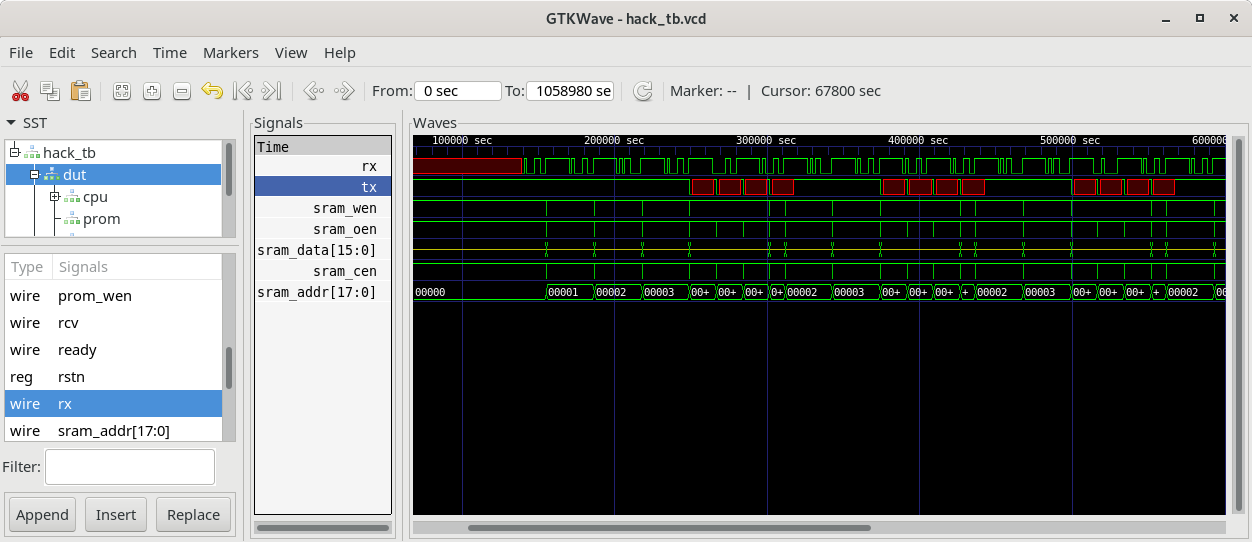 GTKWave - hack_tb.vcd
File Edit Search Time Markers View Help
From: 0 sec To: 1058980 se Marker: -- | Cursor: 67800 sec
SST
hack_tb
dut
cpu
prom
Type Signals
wire prom_wen
wire rcv
wire ready
reg rstn
wire rx
wire sram_addr[17:0]
Filter:
Append Insert Replace
Signals
Time
rx
tx
sram_wen
sram_oen
sram_data[15:0]
sram_cen
sram_addr[17:0]
Waves
100000 sec 200000 sec 300000 sec 400000 sec 500000 sec 600000
00000 00001 00002 00003 00+ 00+ 00+ 0+ 00002 00003 00+ 00+ 00+ + 00002 00003 00+ 00+ 00+ + 00002 00